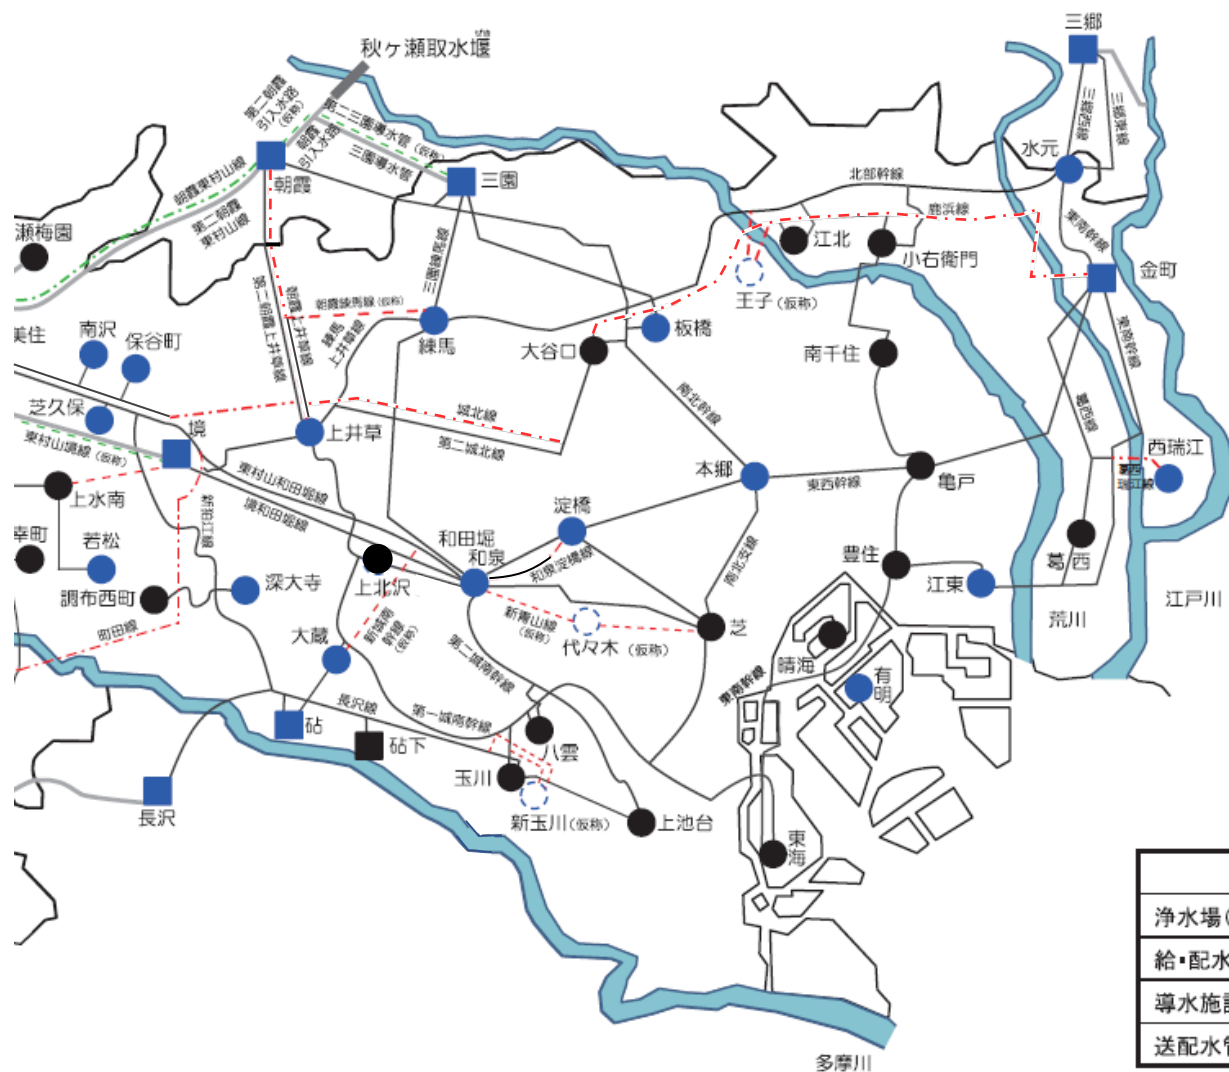 三郷
秋ヶ瀬取水堰
第二朝霞
引入水路
(仮称)
朝霞
引入水路
第二三園導水管(仮称)
三園導水管
三郷西線
三郷東線
水元
朝霞東村山線
朝霞
三園
北部幹線
鹿浜線
東南幹線
第二朝霞
東村山線
瀬梅園
江北
小右衛門
金町
三園練馬線
王子(仮称)
朝霞練馬線(仮称)
第二朝霞上井草線
朝霞上井草線
練馬
上井草線
練馬
板橋
大谷口
南千住
東南幹線
美住
南沢
保谷町
芝久保
南北幹線
城北線
第二城北線
葛西線
境
上井草
東村山境線(仮称)
本郷
西瑞江
葛西
瑞江線
東村山和田堀線
境和田堀線
東西幹線
亀戸
上水南
新狛江線
淀橋
和田堀
和泉
和泉淀橋線
幸町
若松
上北沢
南北支線
豊住
葛西
調布西町
深大寺
江東
江戸川
荒川
町田線
大蔵
新城南
幹線
(仮称)
新青山線
(仮称)
代々木(仮称)
芝
第二城南幹線
晴海
有明
東南幹線
長沢線
第一城南幹線
砧
砧下
八雲
玉川
長沢
新玉川(仮称)
上池台
東海
浄水場(
給・配水
導水施設
送配水管
多摩川